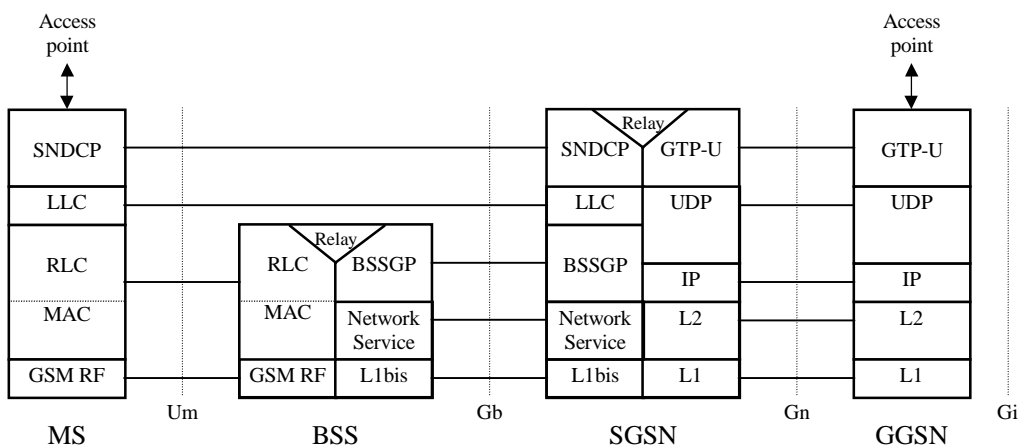 Access point
Access point
Relay
SNDCP
SNDCP
GTP-U
GTP-U
LLC
LLC
UDP
UDP
Relay
RLC
RLC
BSSGP
BSSGP
IP
IP
MAC
MAC
Network Service
Network Service
L2
L2
GSM RF
GSM RF
L1bis
L1bis
L1
L1
Um
Gb
Gn
Gi
MS
BSS
SGSN
GGSN